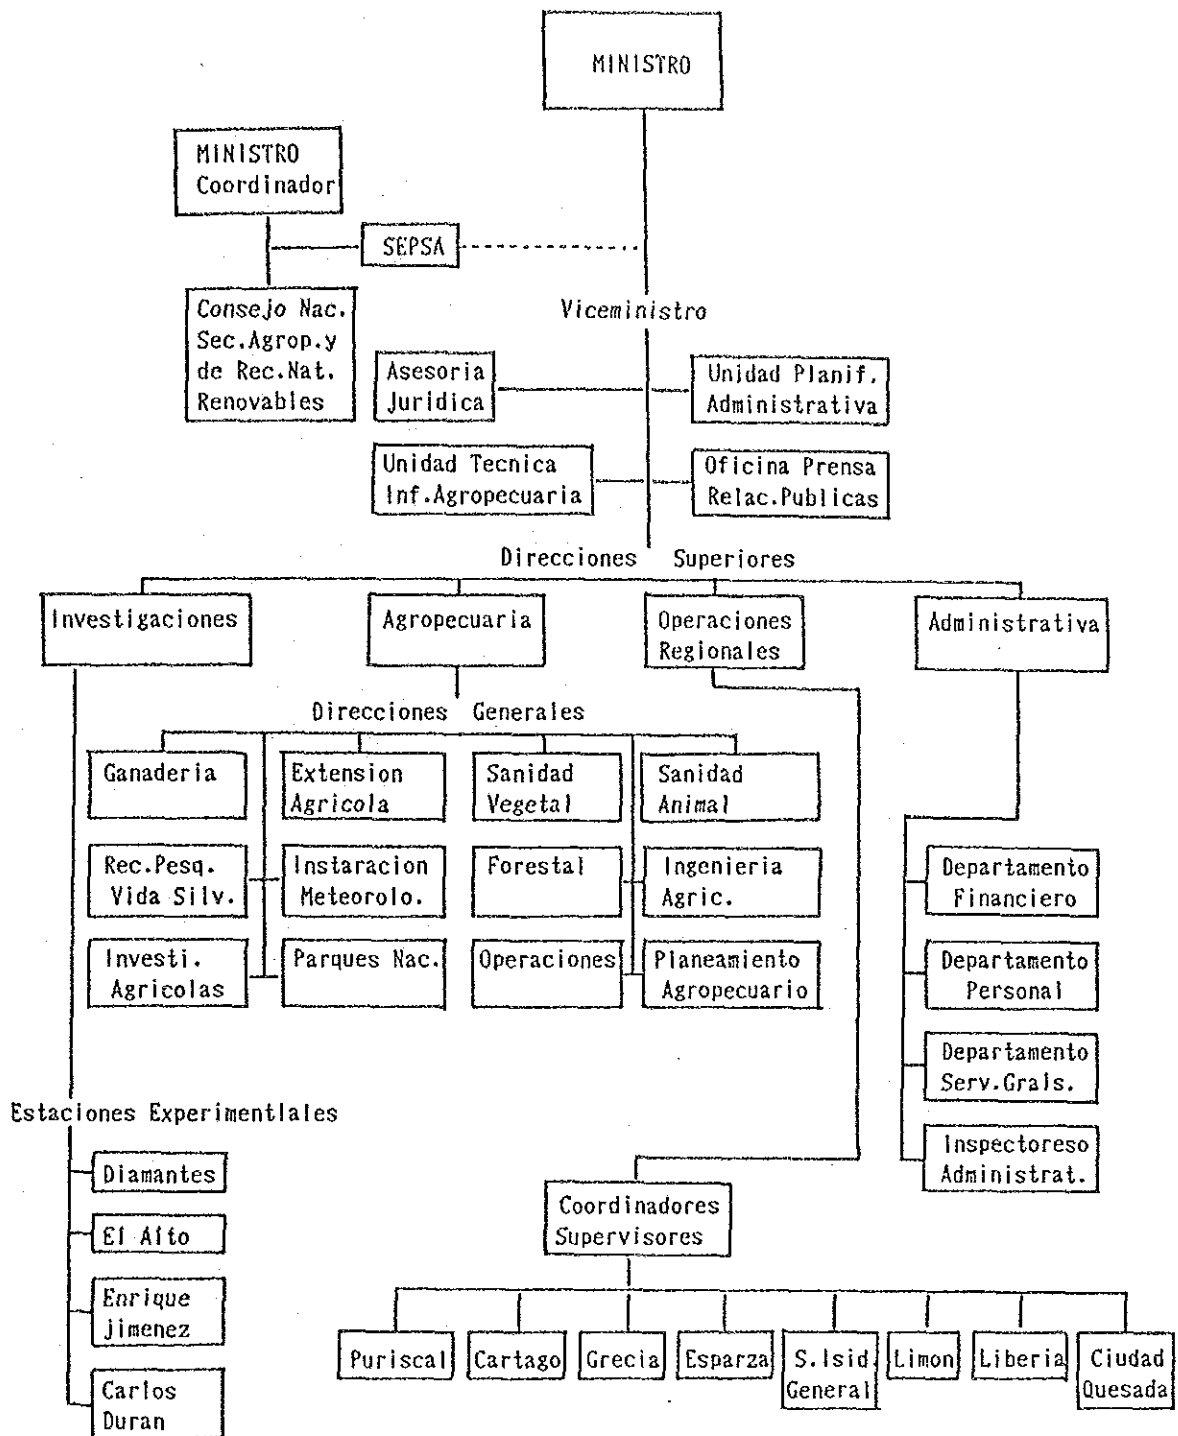 MINISTRO
MINISTRO
Coordinador
SEPSA
Consejo Nac.
Sec.Agrop.y
de Rec.Nat.
Renovables
Viceministro
Asesoria
Juridica
Unidad Planif.
Administrativa
Unidad Tecnica
Inf.Agropecuaria
Oficina Prensa
Relac.Publicas
Direcciones Superiores
Investigaciones
Agropecuaria
Operaciones
Regionales
Administrativa
Direcciones Generales
Ganaderia
Extension
Agricola
Sanidad
Vegetal
Sanidad
Animal
Rec.Pesq.
Vida Silv.
Instaracion
Meteorolo.
Forestal
Ingenieria
Agric.
Investi.
Agricolas
Parques Nac.
Operaciones
Planeamiento
Agropecuario
Departamento
Financiero
Departamento
Personal
Departamento
Serv.Grals.
Inspectoreso
Administrat.
Estaciones Experimentlales
Diamantes
El Alto
Enrique
jimenez
Carlos
Duran
Coordinadores
Supervisores
Puriscal
Cartago
Grecia
Esparza
S.Isid.
General
Limon
Liberia
Ciudad
Quesada